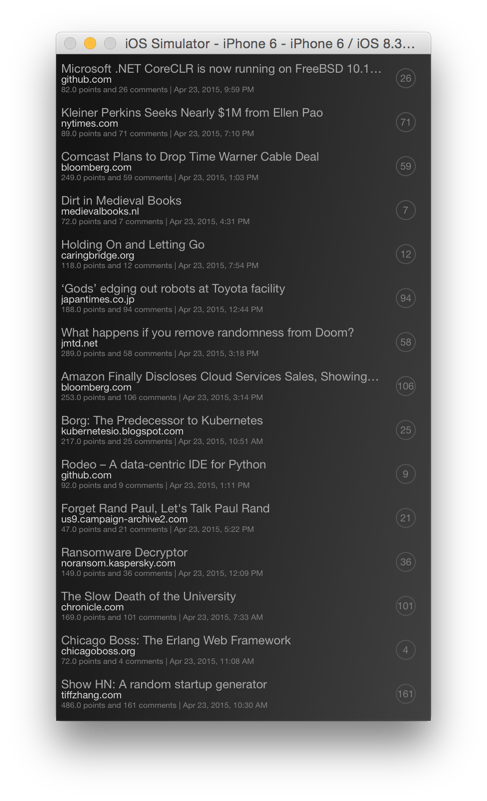 iOS Simulator - iPhone 6 - iPhone 6 / iOS 8.3...
Microsoft .NET CoreCLR is now running on FreeBSD 10.1...
github.com
82.0 points and 26 comments | Apr 23, 2015, 9:59 PM
26
Kleiner Perkins Seeks Nearly $1M from Ellen Pao
nytimes.com
89.0 points and 71 comments | Apr 23, 2015, 7:10 PM
71
Comcast Plans to Drop Time Warner Cable Deal
bloomberg.com
249.0 points and 59 comments | Apr 23, 2015, 1:03 PM
59
Dirt in Medieval Books
medievalbooks.nl
72.0 points and 7 comments | Apr 23, 2015, 4:31 PM
7
Holding On and Letting Go
caringbridge.org
118.0 points and 12 comments | Apr 23, 2015, 7:54 PM
12
‘Gods’ edging out robots at Toyota facility
japantimes.co.jp
188.0 points and 94 comments | Apr 23, 2015, 12:44 PM
94
What happens if you remove randomness from Doom?
jmtd.net
289.0 points and 58 comments | Apr 23, 2015, 3:18 PM
58
Amazon Finally Discloses Cloud Services Sales, Showing...
bloomberg.com
253.0 points and 106 comments | Apr 23, 2015, 3:14 PM
106
Borg: The Predecessor to Kubernetes
kubernetesio.blogspot.com
217.0 points and 25 comments | Apr 23, 2015, 10:51 AM
25
Rodeo – A data-centric IDE for Python
github.com
92.0 points and 9 comments | Apr 23, 2015, 1:11 PM
9
Forget Rand Paul, Let's Talk Paul Rand
us9.campaign-archive2.com
47.0 points and 21 comments | Apr 23, 2015, 5:22 PM
21
Ransomware Decryptor
noransom.kaspersky.com
149.0 points and 36 comments | Apr 23, 2015, 12:09 PM
36
The Slow Death of the University
chronicle.com
169.0 points and 101 comments | Apr 23, 2015, 7:33 AM
101
Chicago Boss: The Erlang Web Framework
chicagoboss.org
72.0 points and 4 comments | Apr 23, 2015, 11:08 AM
4
Show HN: A random startup generator
tiffzhang.com
486.0 points and 161 comments | Apr 23, 2015, 10:30 AM
161